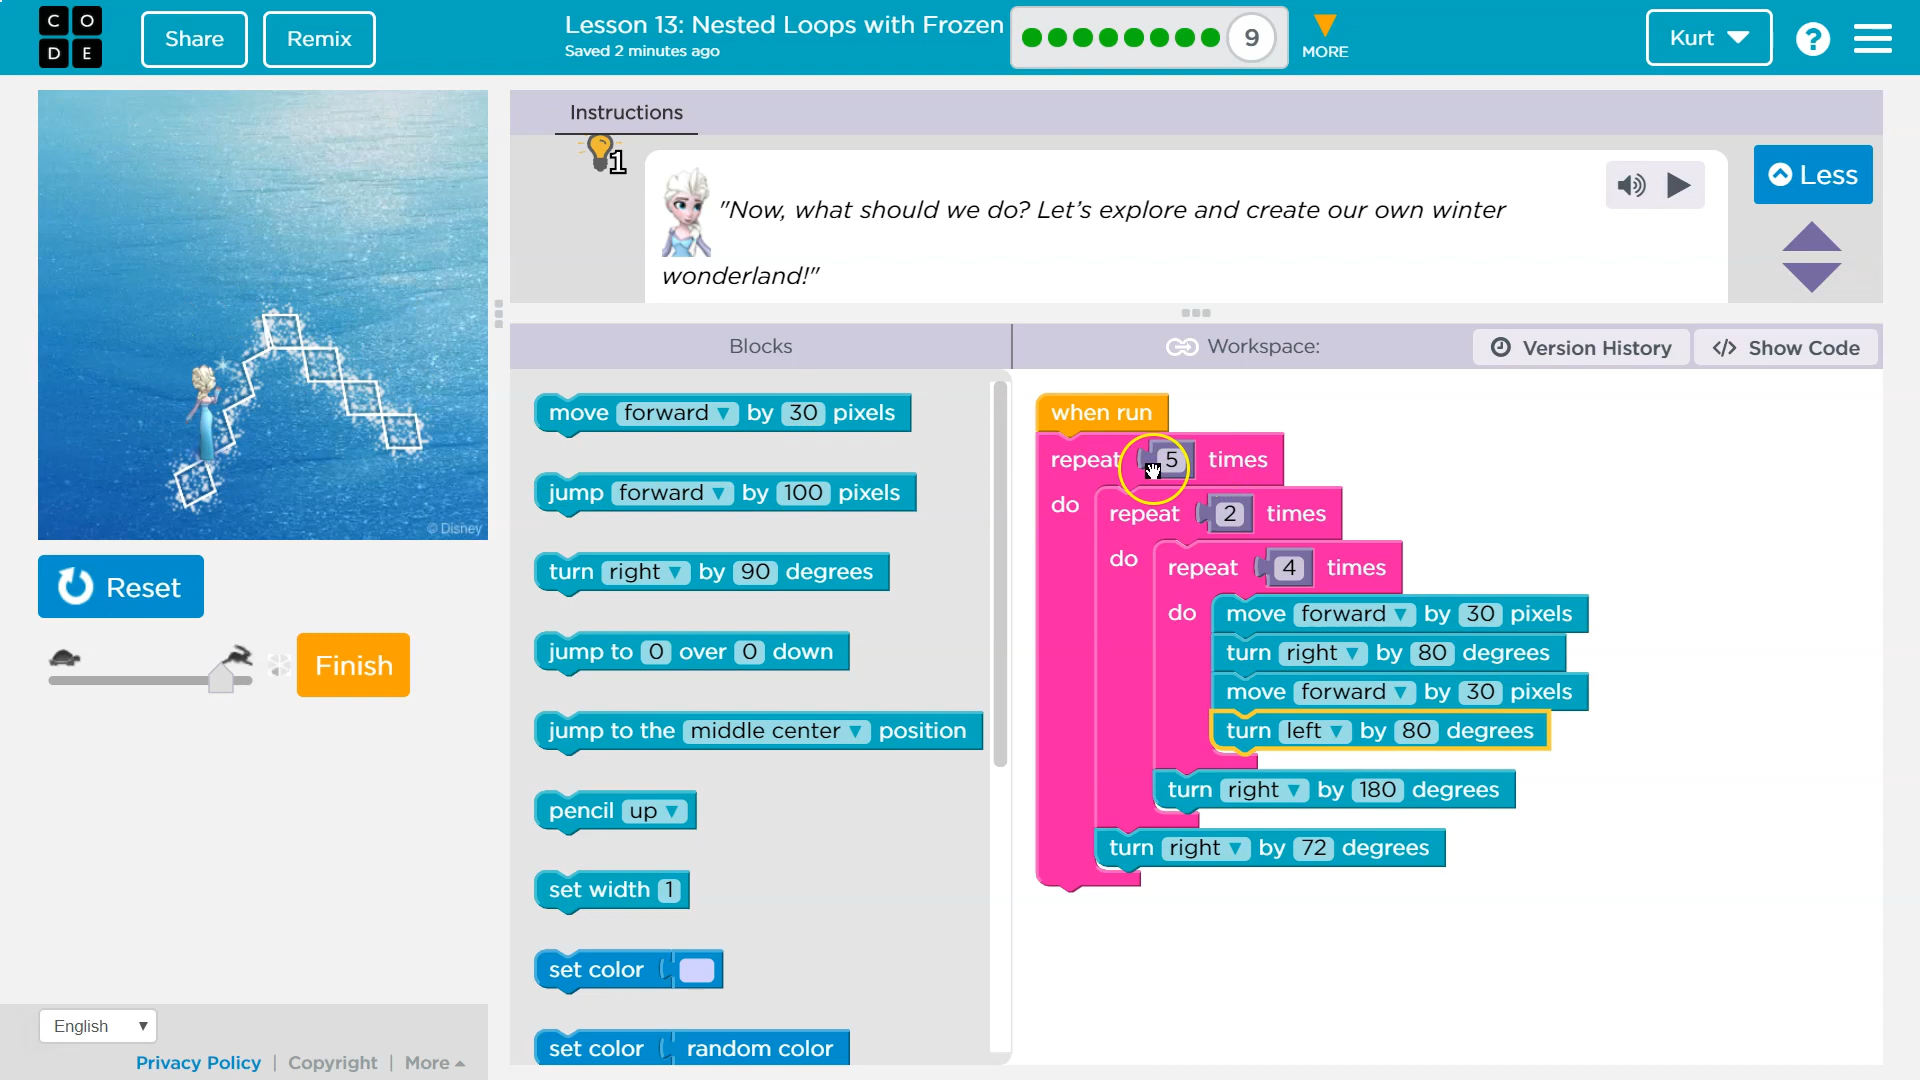 C O
D E
Share
Remix
Lesson 13: Nested Loops with Frozen
Saved 2 minutes ago
9
MORE
Kurt
?
Instructions
1
"Now, what should we do? Let's explore and create our own winter
wonderland!"
Less
© Disney
Reset
Finish
Blocks
Workspace:
Version History
</> Show Code
move forward by 30 pixels
jump forward by 100 pixels
turn right by 90 degrees
jump to 0 over 0 down
jump to the middle center position
pencil up
set width 1
set color
set color random color
when run
repeat 5 times
do
repeat 2 times
do
repeat 4 times
do
move forward by 30 pixels
turn right by 80 degrees
move forward by 30 pixels
turn left by 80 degrees
turn right by 180 degrees
turn right by 72 degrees
English
Privacy Policy | Copyright | More